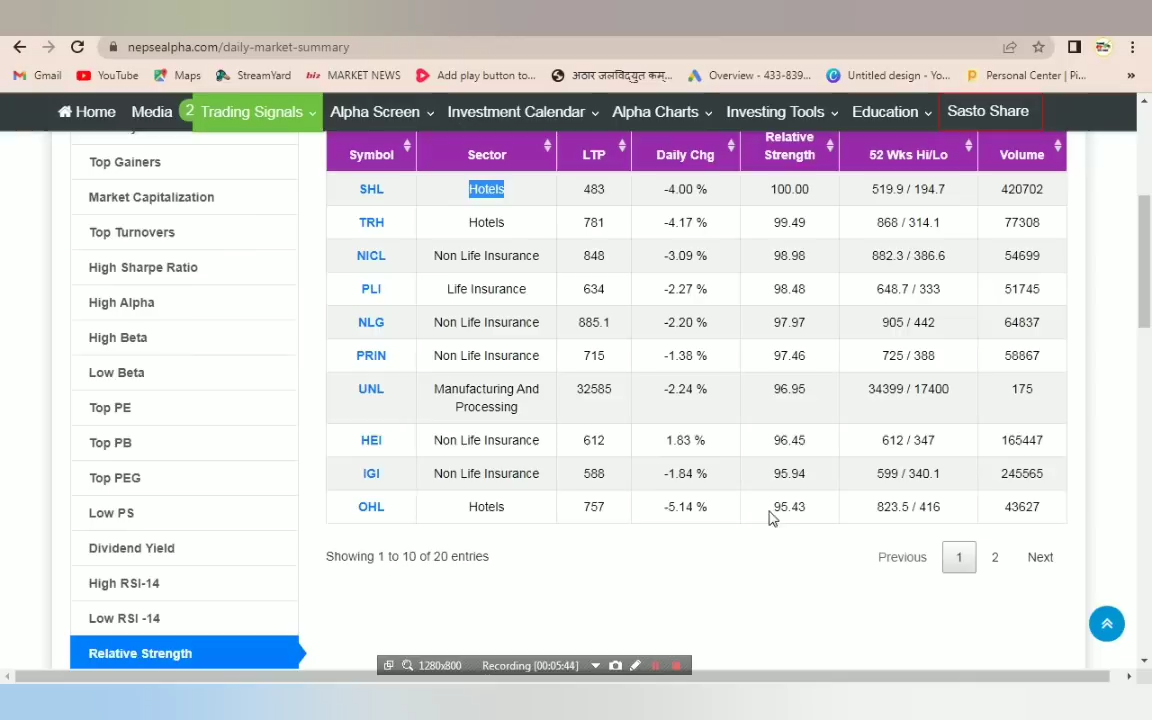 nepsealpha.com/daily-market-summary
Gmail YouTube Maps StreamYard biz MARKET NEWS Add play button to... अठार जलविद्युत कम्... Overview - 433-839... Untitled design - Yo... Personal Center | Pi... »
Home Media 2 Trading Signals Alpha Screen Investment Calendar Alpha Charts Investing Tools Education Sasto Share
Top Gainers
Market Capitalization
Top Turnovers
High Sharpe Ratio
High Alpha
High Beta
Low Beta
Top PE
Top PB
Top PEG
Low PS
Dividend Yield
High RSI-14
Low RSI -14
Relative Strength
Symbol Sector LTP Daily Chg Relative Strength 52 Wks Hi/Lo Volume
SHL Hotels 483 -4.00 % 100.00 519.9 / 194.7 420702
TRH Hotels 781 -4.17 % 99.49 868 / 314.1 77308
NICL Non Life Insurance 848 -3.09 % 98.98 882.3 / 386.6 54699
PLI Life Insurance 634 -2.27 % 98.48 648.7 / 333 51745
NLG Non Life Insurance 885.1 -2.20 % 97.97 905 / 442 64837
PRIN Non Life Insurance 715 -1.38 % 97.46 725 / 388 58867
UNL Manufacturing And Processing 32585 -2.24 % 96.95 34399 / 17400 175
HEI Non Life Insurance 612 1.83 % 96.45 612 / 347 165447
IGI Non Life Insurance 588 -1.84 % 95.94 599 / 340.1 245565
OHL Hotels 757 -5.14 % 95.43 823.5 / 416 43627
Showing 1 to 10 of 20 entries Previous 1 2 Next
1280x800 Recording [00:05:44]